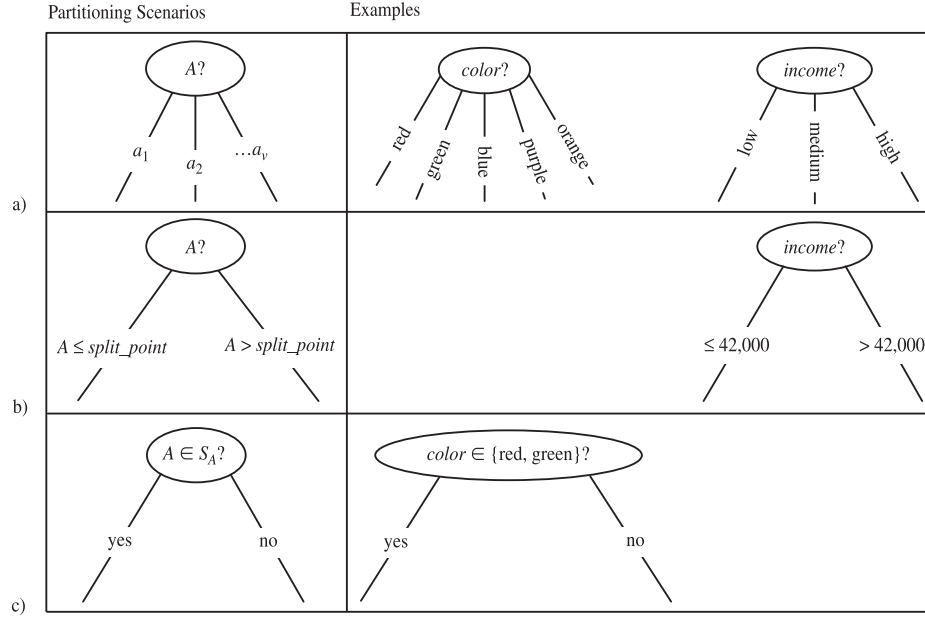 Partitioning Scenarios
Examples
A?
color?
income?
a1
a2
…av
red
green
blue
purple
orange
low
medium
high
a)
A?
income?
A ≤ split_point
A > split_point
≤ 42,000
> 42,000
b)
A ∈ SA?
color ∈ {red, green}?
yes
no
yes
no
c)